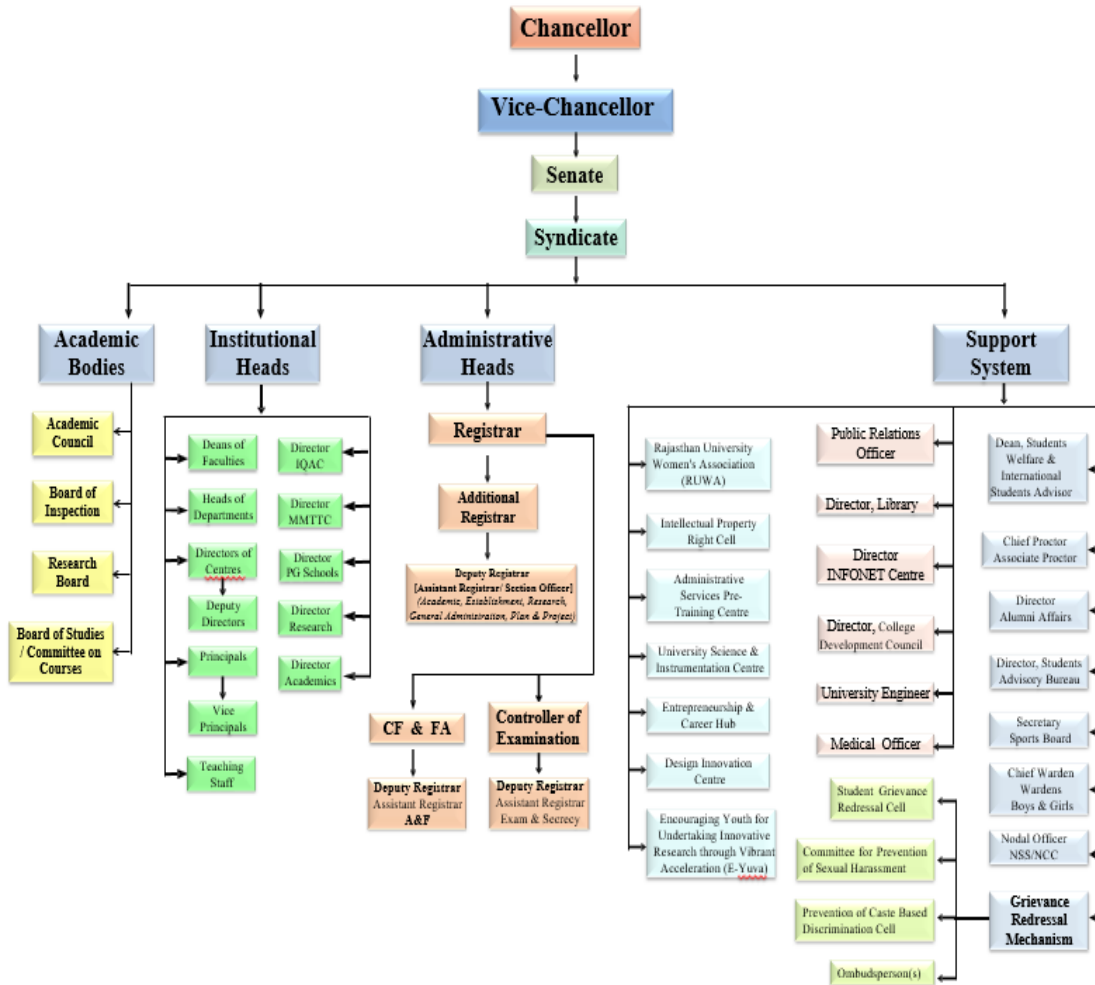 Chancellor
Vice-Chancellor
Senate
Syndicate
Academic
Bodies
Academic
Council
Board of
Inspection
Research
Board
Board of Studies
/ Committee on
Courses
Institutional
Heads
Deans of
Faculties
Heads of
Departments
Directors of
Centres
Deputy
Directors
Principals
Vice
Principals
Teaching
Staff
Director
IQAC
Director
MMTTC
Director
PG Schools
Director
Research
Director
Academics
Administrative
Heads
Registrar
Additional
Registrar
Deputy Registrar
[Assistant Registrar/ Section Officer]
(Academic, Establishment, Research,
General Administration, Plan & Project)
CF & FA
Deputy Registrar
Assistant Registrar
A&F
Controller of
Examination
Deputy Registrar
Assistant Registrar
Exam & Secrecy
Support
System
Rajasthan University
Women's Association
(RUWA)
Intellectual Property
Right Cell
Administrative
Services Pre-
Training Centre
University Science &
Instrumentation Centre
Entrepreneurship &
Career Hub
Design Innovation
Centre
Encouraging Youth for
Undertaking Innovative
Research through Vibrant
Acceleration (E-Yuva)
Public Relations
Officer
Director, Library
Director
INFONET Centre
Director, College
Development Council
University Engineer
Medical Officer
Dean, Students
Welfare &
International
Students Advisor
Chief Proctor
Associate Proctor
Director
Alumni Affairs
Director, Students
Advisory Bureau
Secretary
Sports Board
Chief Warden
Wardens
Boys & Girls
Nodal Officer
NSS/NCC
Grievance
Redressal
Mechanism
Student Grievance
Redressal Cell
Committee for Prevention
of Sexual Harassment
Prevention of Caste Based
Discrimination Cell
Ombudsperson(s)